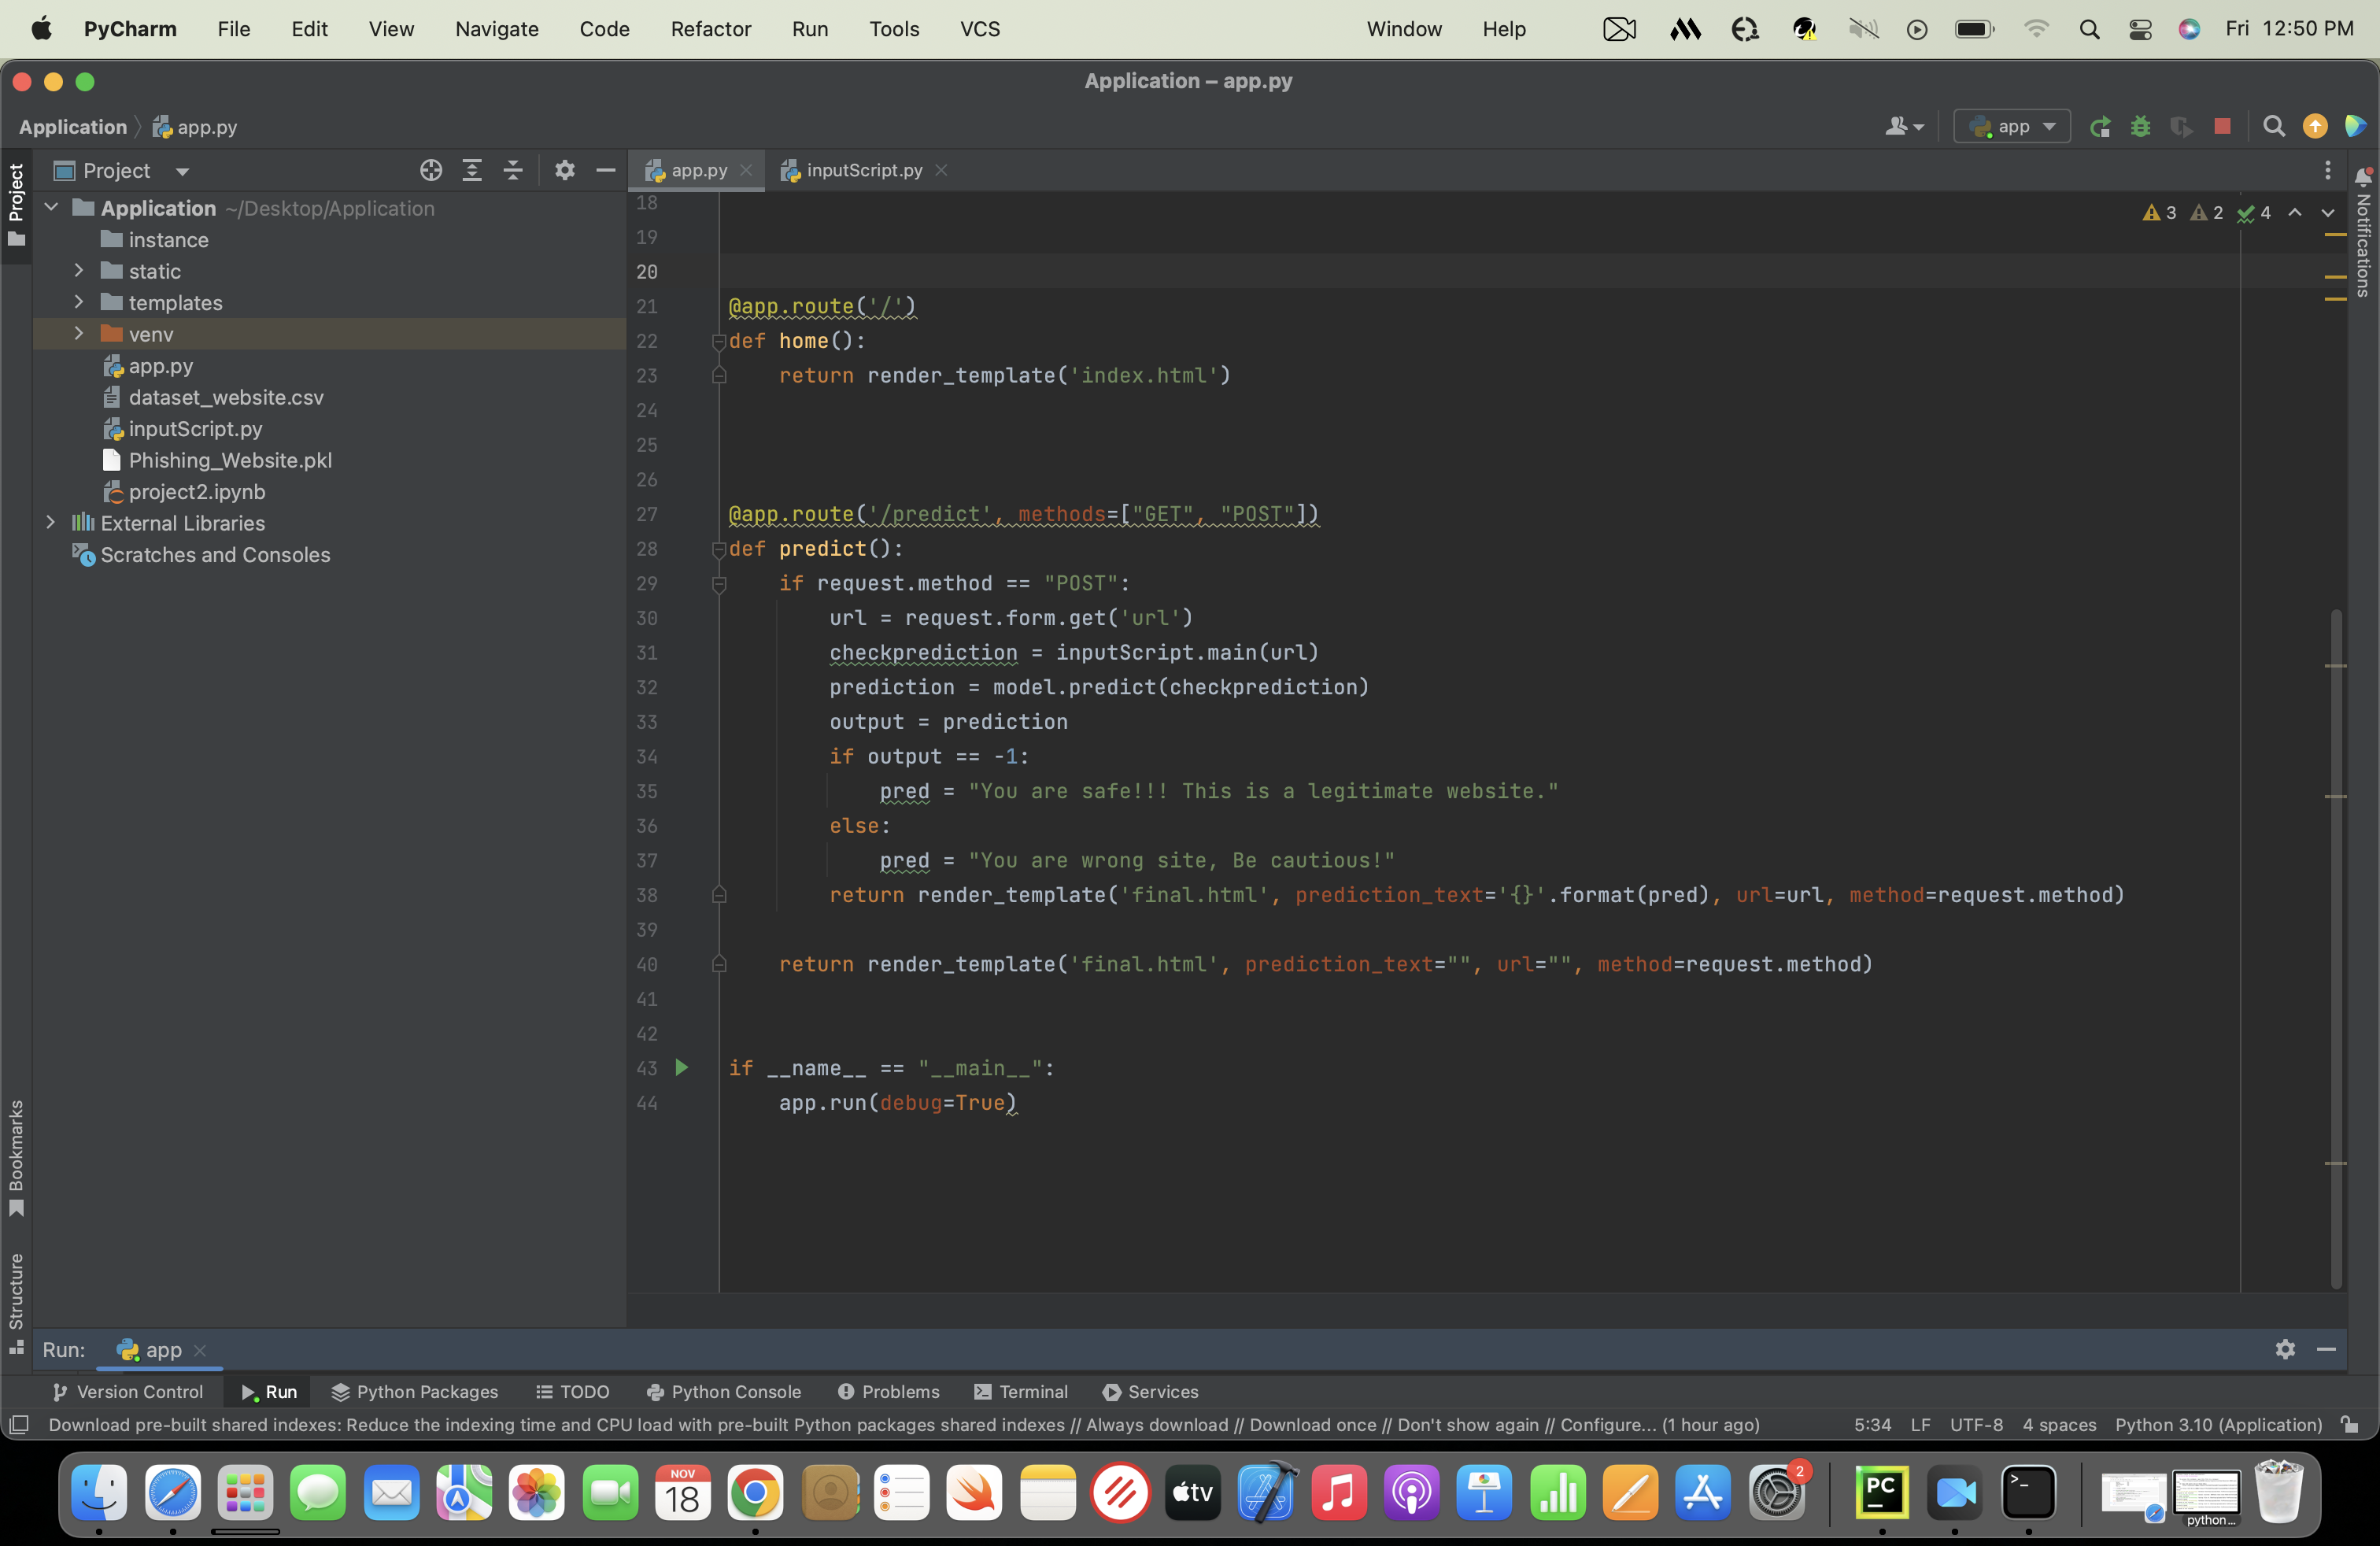 PyCharm File Edit View Navigate Code Refactor Run Tools VCS Window Help Fri 12:50 PM
Application – app.py
Application app.py app
Project
app.py inputScript.py
Project
Notifications
Application ~/Desktop/Application
instance
static
templates
venv
app.py
dataset_website.csv
inputScript.py
Phishing_Website.pkl
project2.ipynb
External Libraries
Scratches and Consoles
3 2 4
18
19
20
21 @app.route('/')
22 def home():
23 return render_template('index.html')
24
25
26
27 @app.route('/predict', methods=["GET", "POST"])
28 def predict():
29 if request.method == "POST":
30 url = request.form.get('url')
31 checkprediction = inputScript.main(url)
32 prediction = model.predict(checkprediction)
33 output = prediction
34 if output == -1:
35 pred = "You are safe!!! This is a legitimate website."
36 else:
37 pred = "You are wrong site, Be cautious!"
38 return render_template('final.html', prediction_text='{}'.format(pred), url=url, method=request.method)
39
40 return render_template('final.html', prediction_text="", url="", method=request.method)
41
42
43 if __name__ == "__main__":
44 app.run(debug=True)
Bookmarks
Structure
Run: app
Version Control Run Python Packages TODO Python Console Problems Terminal Services
Download pre-built shared indexes: Reduce the indexing time and CPU load with pre-built Python packages shared indexes // Always download // Download once // Don't show again // Configure... (1 hour ago) 5:34 LF UTF-8 4 spaces Python 3.10 (Application)
NOV
18
tv
2
PC
python...